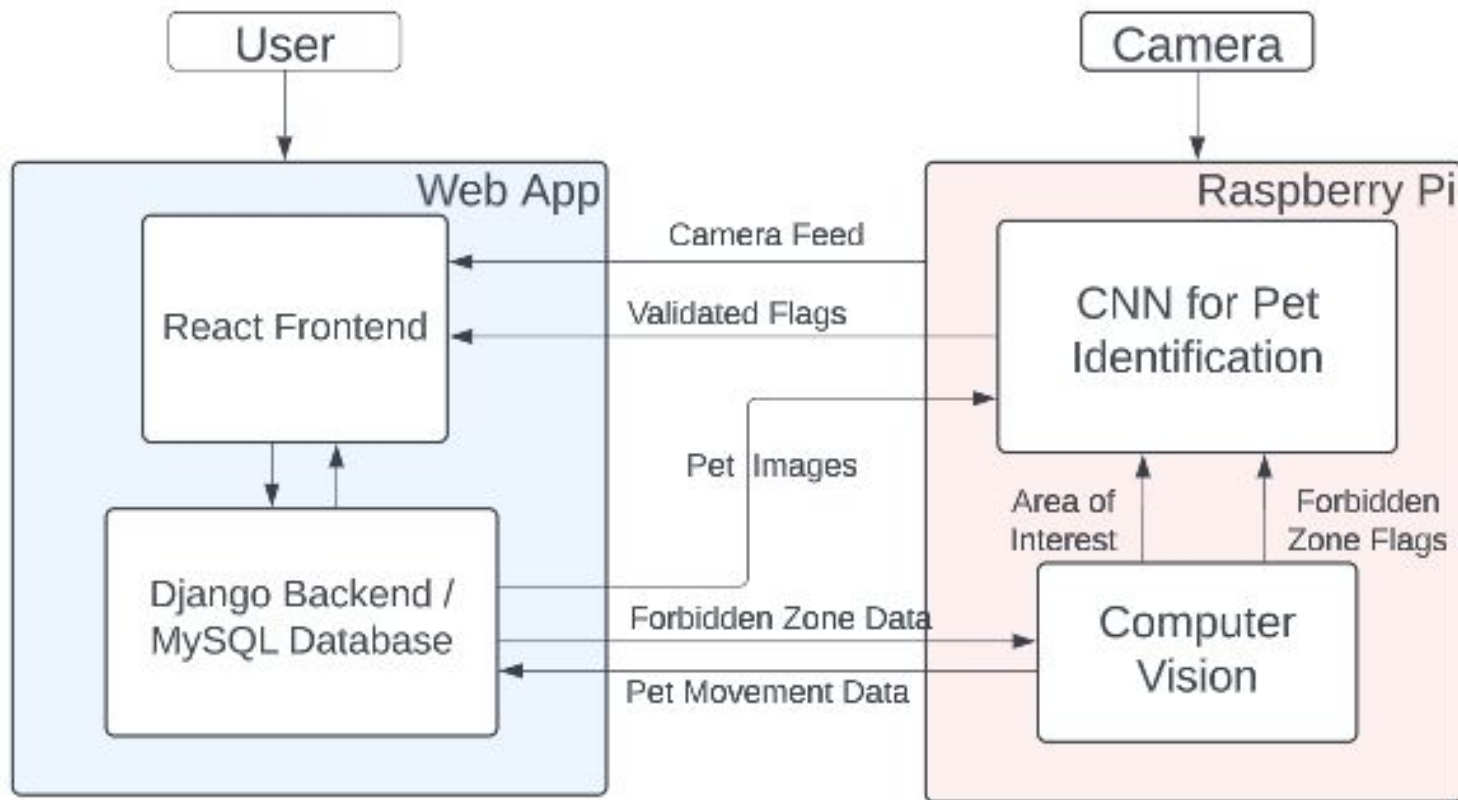 User
Camera
Web App
Raspberry Pi
Camera Feed
Validated Flags
React Frontend
CNN for Pet
Identification
Pet Images
Area of
Interest
Forbidden
Zone Flags
Django Backend /
MySQL Database
Forbidden Zone Data
Pet Movement Data
Computer
Vision